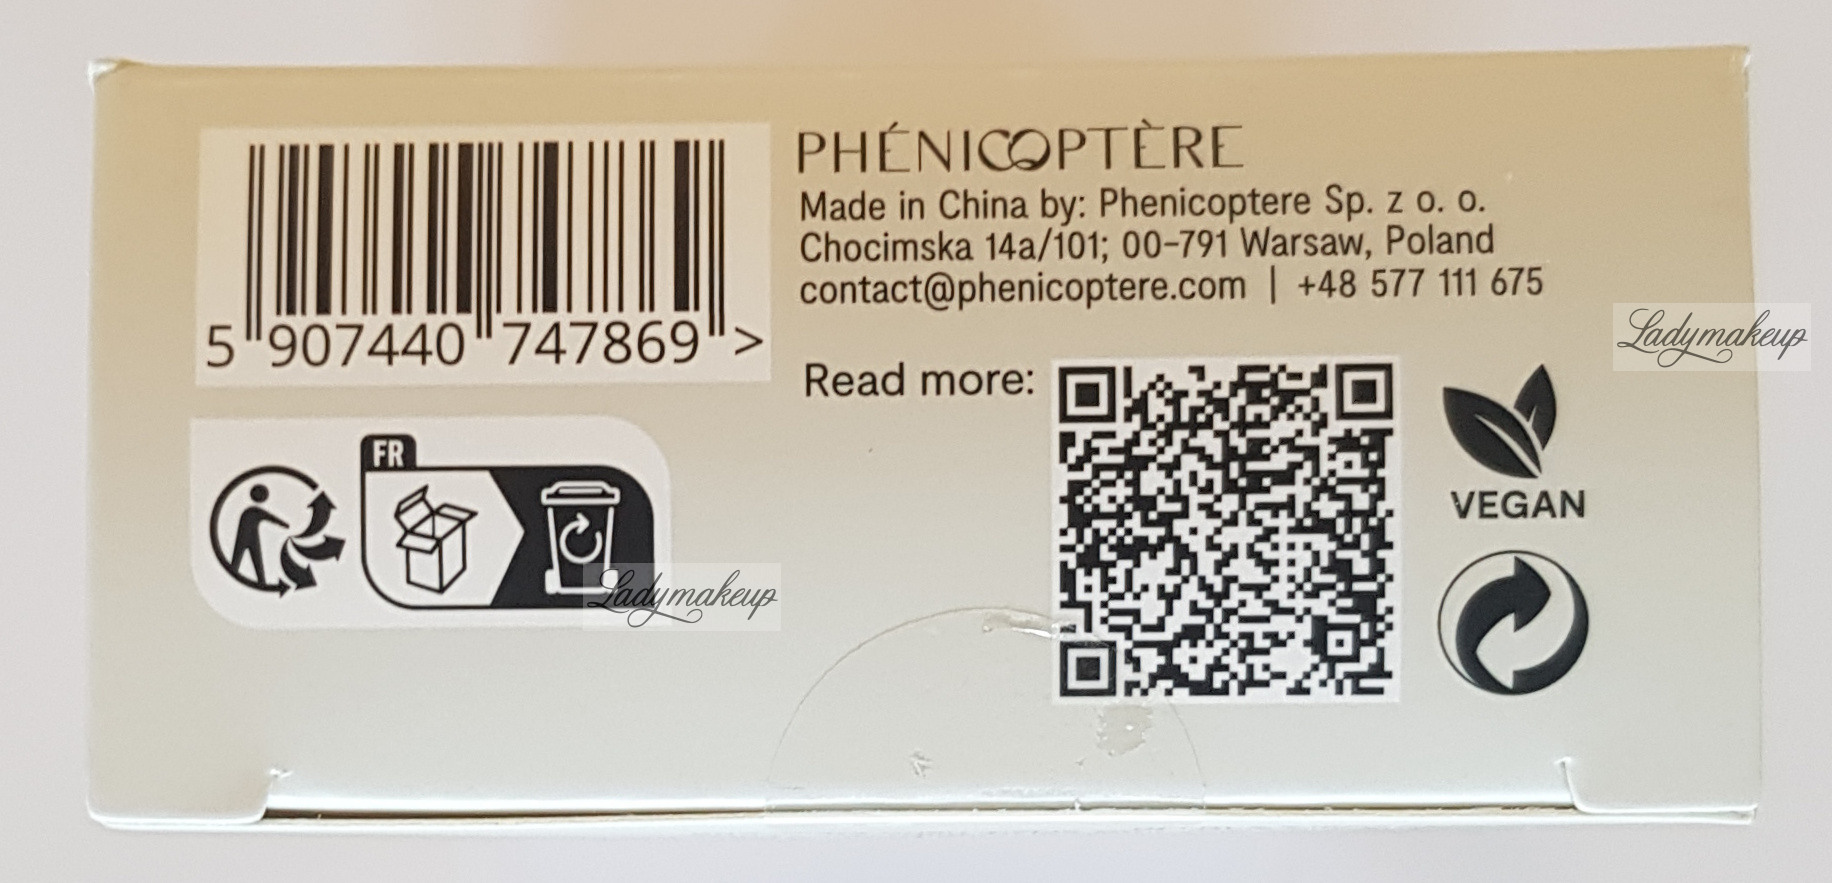 5 907440 747869 >
PHÉNICOPTÈRE
Made in China by: Phenicoptere Sp. z o. o.
Chocimska 14a/101; 00-791 Warsaw, Poland
contact@phenicoptere.com | +48 577 111 675
Read more:
FR
VEGAN
Ladymakeup
Ladymakeup